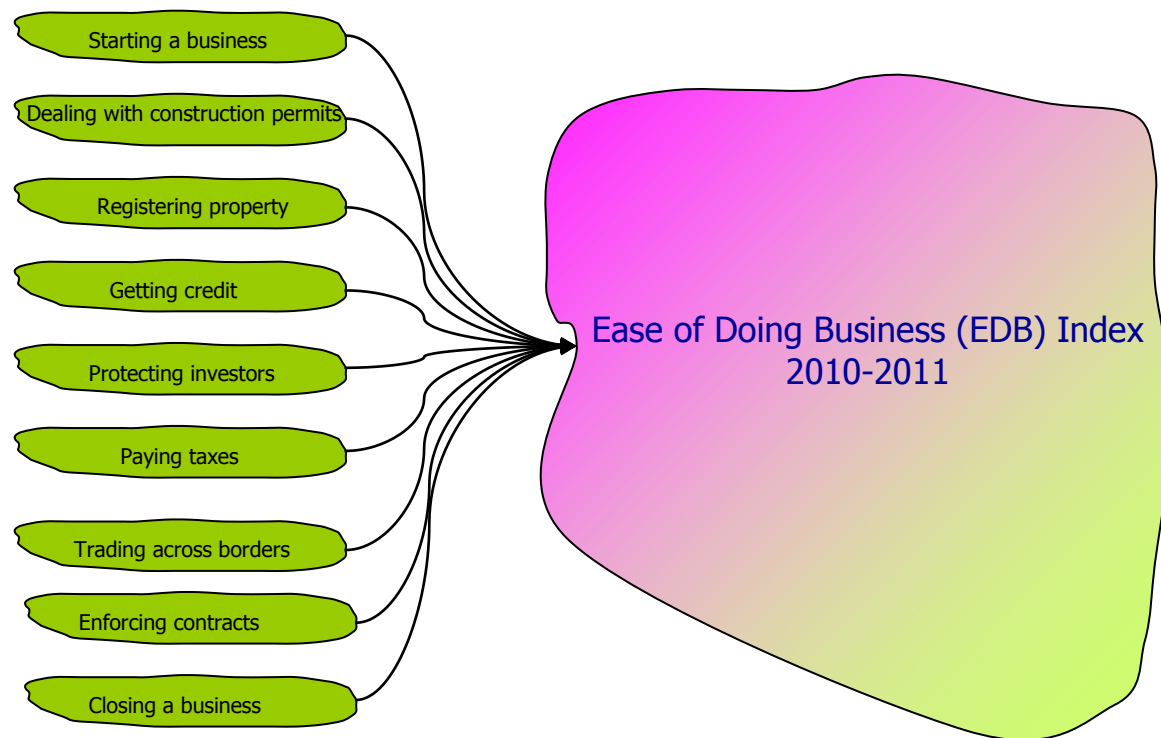 Starting a business
Dealing with construction permits
Registering property
Getting credit
Protecting investors
Paying taxes
Trading across borders
Enforcing contracts
Closing a business
Ease of Doing Business (EDB) Index
2010-2011